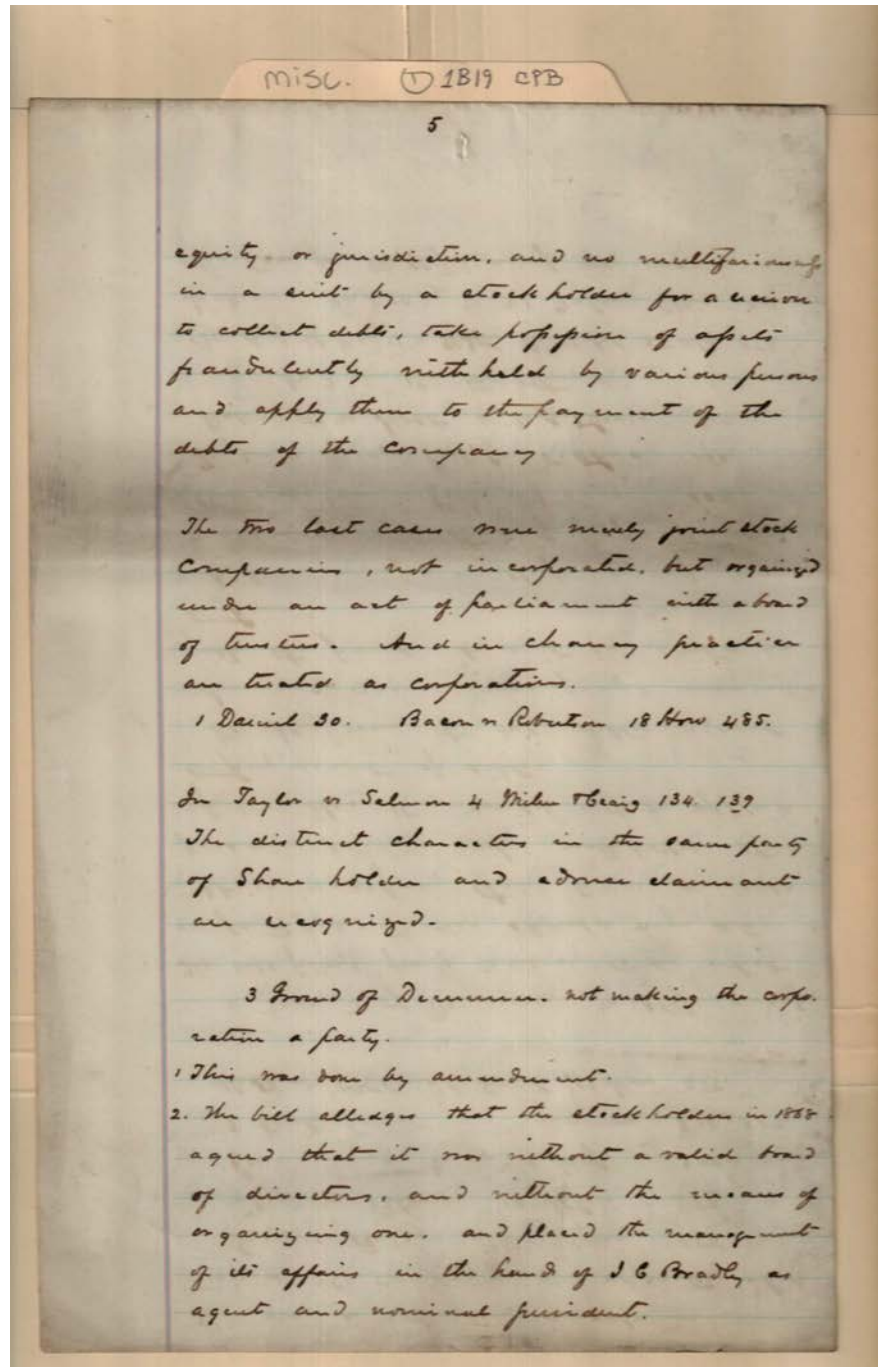 misc. ① 1B19 CPB
5
equity or jurisdiction, and no multifariousness
in a suit by a stockholder for a
to collect debts, take possession of assets
fraudulently withheld by various persons
and apply them to the payment of the
debts of the Company
The two last cases were merely joint stock
Companies, not incorporated, but organized
under an act of parliament with a board
of trustees. And in chancery practice
are treated as corporations.
1 Daniel 30. Bacon vs Robertson 18 How 485.
In Taylor vs Salmon 4 Milne & Craig 134. 139
The distinct characters in the same party
of Share holder and adverse claimant
are recognized.
3 Ground of Demurrer. not making the corpo.
ration a party.
1 This was done by amendment.
2. The bill alledges that the stockholders in 1868
agreed that it was without a valid board
of directors, and without the means of
organizing one. and placed the management
of its affairs in the hands of J C Bradley as
agent and nominal president.